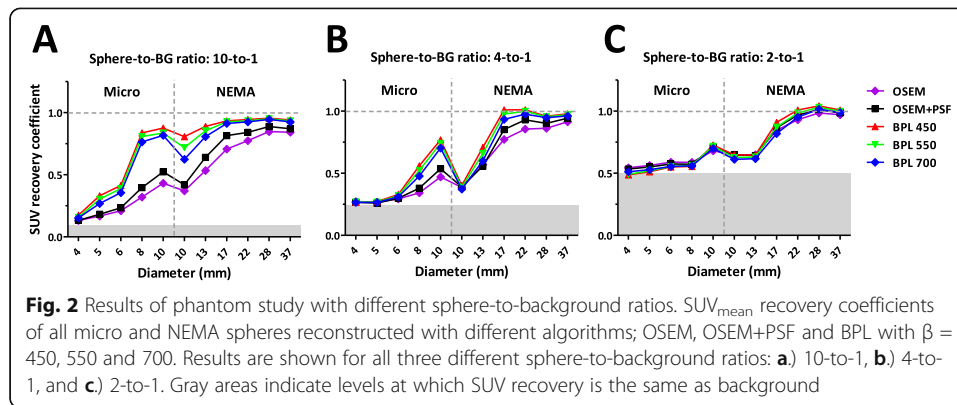 A
B
C
Sphere-to-BG ratio: 10-to-1
Sphere-to-BG ratio: 4-to-1
Sphere-to-BG ratio: 2-to-1
Micro NEMA
Micro NEMA
Micro NEMA
SUV recovery coefficient
1.0
0.5
0.0
4 5 6 8 10 10 13 17 22 28 37
Diameter (mm)
1.0
0.5
0.0
4 5 6 8 10 10 13 17 22 28 37
Diameter (mm)
1.0
0.5
0.0
4 5 6 8 10 10 13 17 22 28 37
Diameter (mm)
OSEM
OSEM+PSF
BPL 450
BPL 550
BPL 700
Fig. 2 Results of phantom study with different sphere-to-background ratios. SUVmean recovery coefficients
of all micro and NEMA spheres reconstructed with different algorithms; OSEM, OSEM+PSF and BPL with β =
450, 550 and 700. Results are shown for all three different sphere-to-background ratios: a.) 10-to-1, b.) 4-to-
1, and c.) 2-to-1. Gray areas indicate levels at which SUV recovery is the same as background